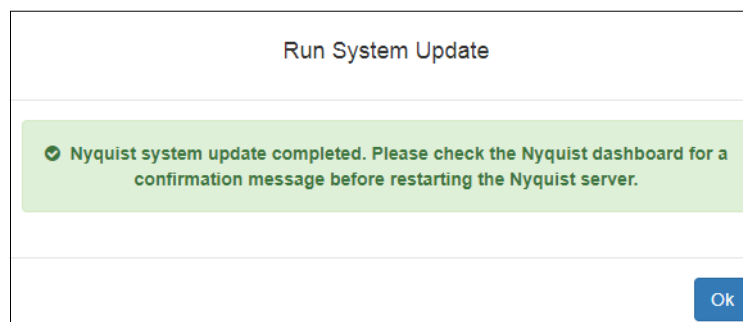 Run System Update
Nyquist system update completed. Please check the Nyquist dashboard for a
confirmation message before restarting the Nyquist server.
Ok